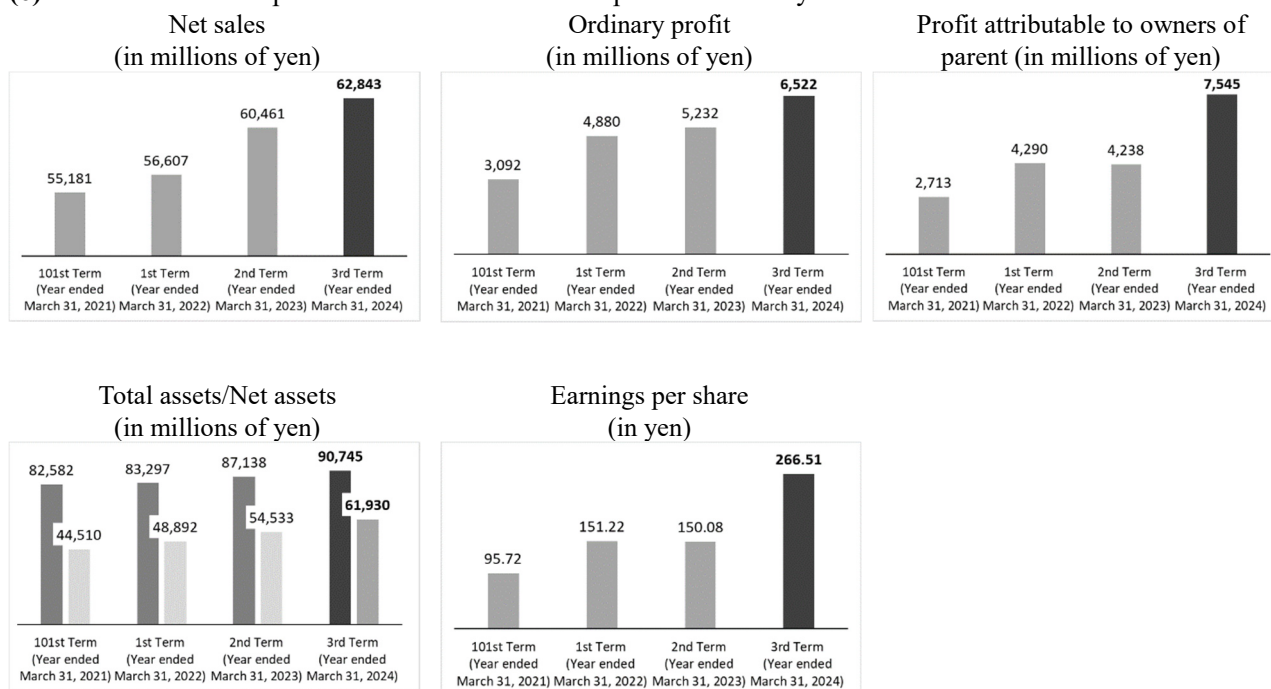 Net sales
(in millions of yen)
62,843
60,461
56,607
55,181
101st Term 1st Term 2nd Term 3rd Term
(Year ended (Year ended (Year ended (Year ended
March 31, 2021) March 31, 2022) March 31, 2023) March 31, 2024)
Ordinary profit
(in millions of yen)
6,522
5,232
4,880
3,092
101st Term 1st Term 2nd Term 3rd Term
(Year ended (Year ended (Year ended (Year ended
March 31, 2021) March 31, 2022) March 31, 2023) March 31, 2024)
Profit attributable to owners of
parent (in millions of yen)
7,545
4,290
4,238
2,713
101st Term 1st Term 2nd Term 3rd Term
(Year ended (Year ended (Year ended (Year ended
March 31, 2021) March 31, 2022) March 31, 2023) March 31, 2024)
Total assets/Net assets
(in millions of yen)
82,582 83,297 87,138 90,745
44,510 48,892 54,533 61,930
101st Term 1st Term 2nd Term 3rd Term
(Year ended (Year ended (Year ended (Year ended
March 31, 2021) March 31, 2022) March 31, 2023) March 31, 2024)
Earnings per share
(in yen)
266.51
151.22 150.08
95.72
101st Term 1st Term 2nd Term 3rd Term
(Year ended (Year ended (Year ended (Year ended
March 31, 2021) March 31, 2022) March 31, 2023) March 31, 2024)